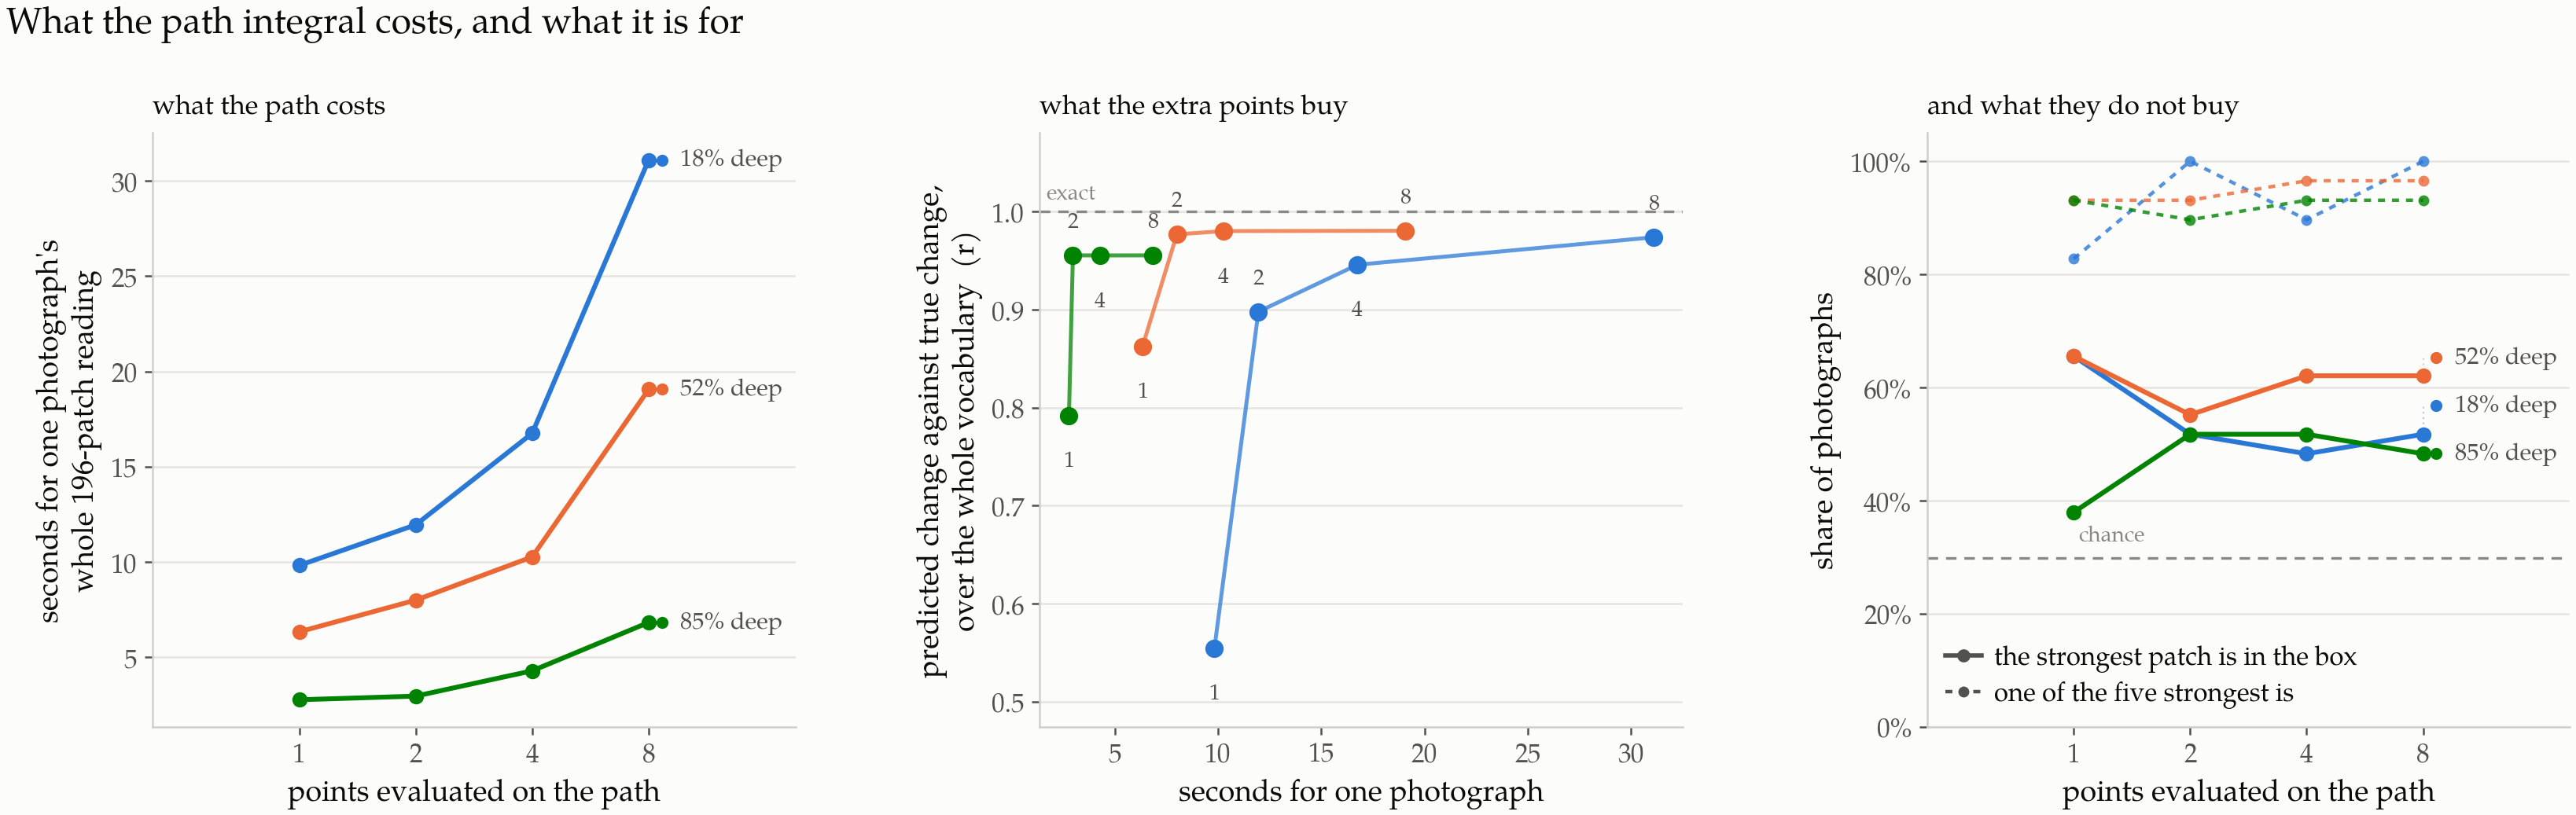 What the path integral costs, and what it is for
what the path costs
seconds for one photograph's
whole 196-patch reading
30
25
20
15
10
5
18% deep
52% deep
85% deep
1 2 4 8
points evaluated on the path
what the extra points buy
predicted change against true change,
over the whole vocabulary (r)
1.0
0.9
0.8
0.7
0.6
0.5
exact
2 8 2 8 8
4 4 2
4
1
1
1
5 10 15 20 25 30
seconds for one photograph
and what they do not buy
share of photographs
100%
80%
60%
40%
20%
0%
52% deep
18% deep
85% deep
chance
the strongest patch is in the box
one of the five strongest is
1 2 4 8
points evaluated on the path